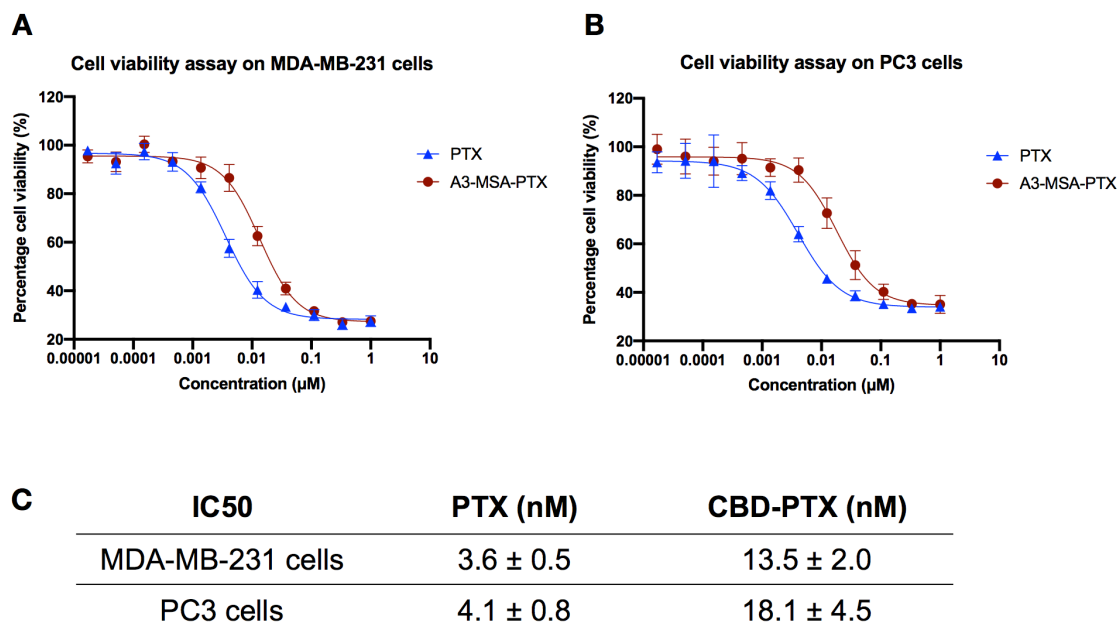 A
Cell viability assay on MDA-MB-231 cells
Percentage cell viability (%)
120
100
80
60
40
20
0.00001 0.0001 0.001 0.01 0.1 1 10
Concentration (µM)
PTX
A3-MSA-PTX
B
Cell viability assay on PC3 cells
Percentage cell viability (%)
120
100
80
60
40
20
0.00001 0.0001 0.001 0.01 0.1 1 10
Concentration (µM)
PTX
A3-MSA-PTX
C
IC50 PTX (nM) CBD-PTX (nM)
MDA-MB-231 cells 3.6 ± 0.5 13.5 ± 2.0
PC3 cells 4.1 ± 0.8 18.1 ± 4.5